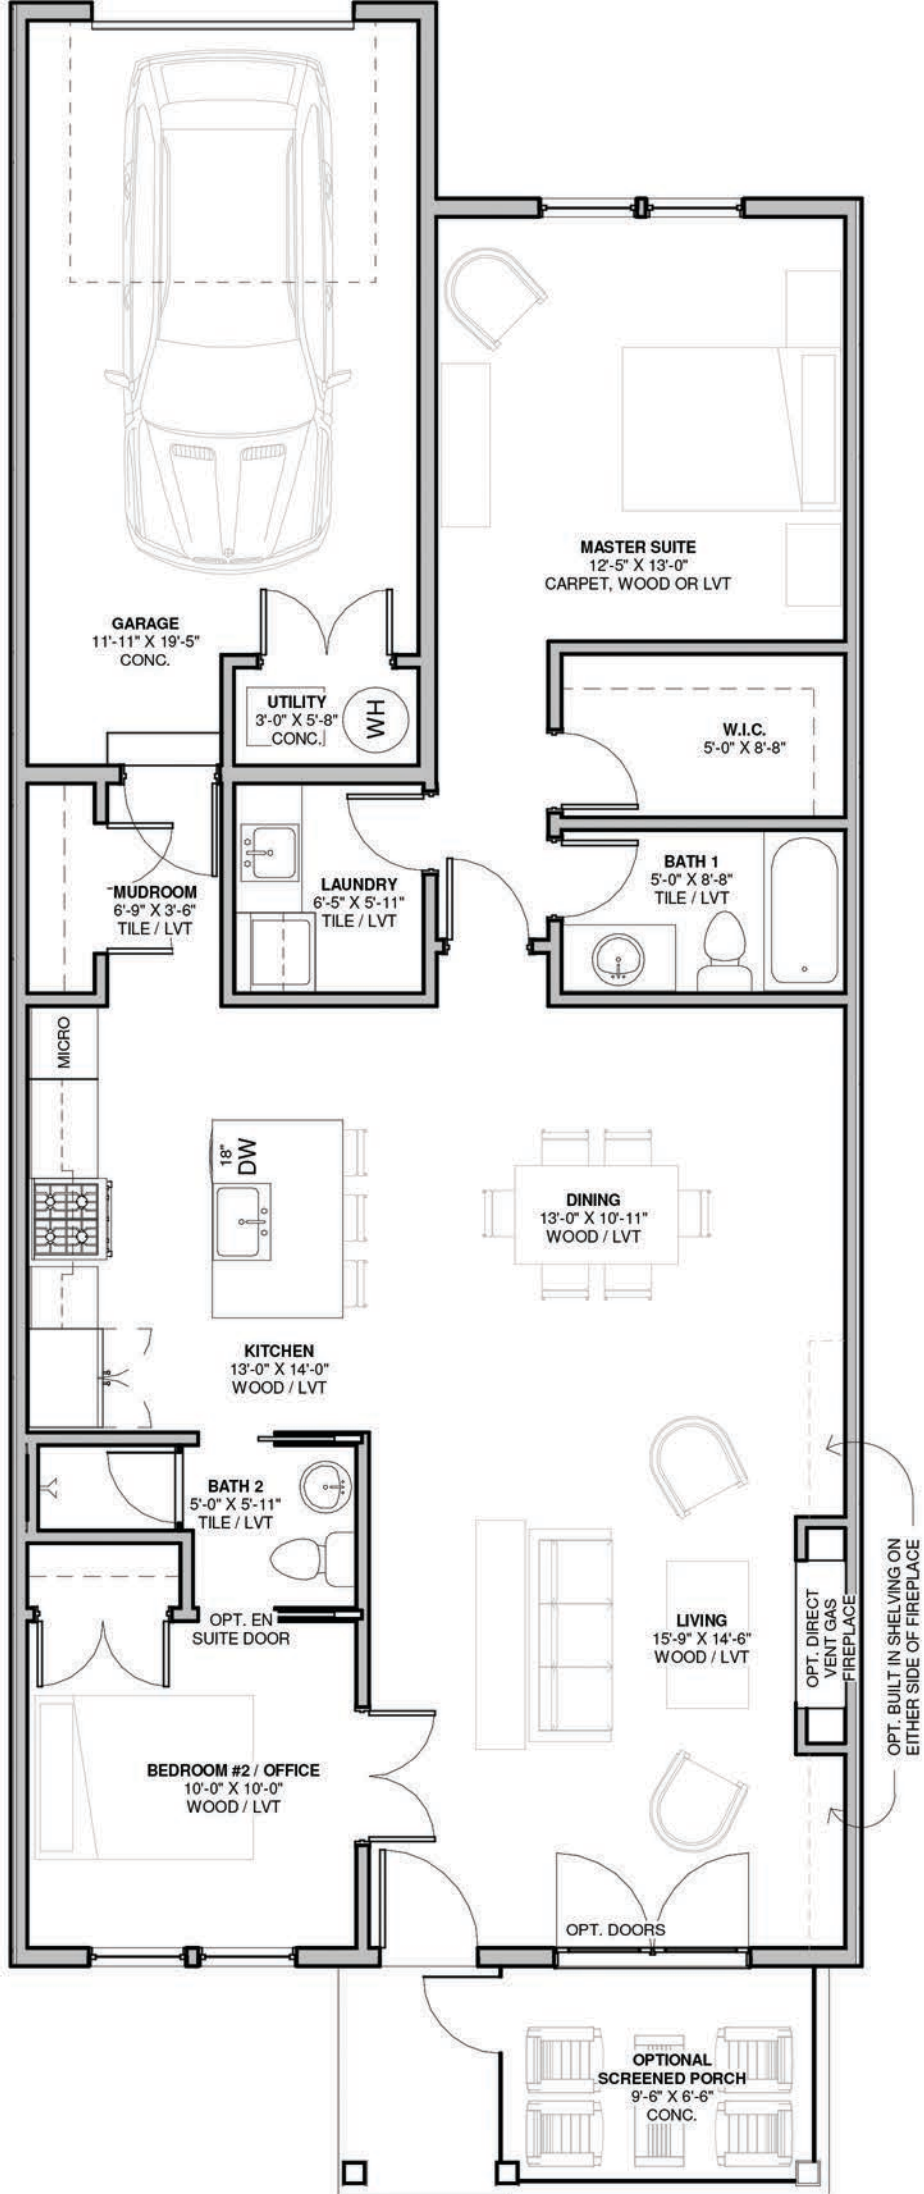 MASTER SUITE
12'-5" X 13'-0"
CARPET, WOOD OR LVT
GARAGE
11'-11" X 19'-5"
CONC.
UTILITY
3'-0" X 5'-8"
CONC.
WH
W.I.C.
5'-0" X 8'-8"
BATH 1
5'-0" X 8'-8"
TILE / LVT
LAUNDRY
6'-5" X 5'-11"
TILE / LVT
MUDROOM
6'-9" X 3'-6"
TILE / LVT
MICRO
18"
DW
DINING
13'-0" X 10'-11"
WOOD / LVT
KITCHEN
13'-0" X 14'-0"
WOOD / LVT
BATH 2
5'-0" X 5'-11"
TILE / LVT
OPT. EN
SUITE DOOR
LIVING
15'-9" X 14'-6"
WOOD / LVT
OPT. DIRECT
VENT GAS
FIREPLACE
OPT. BUILT IN SHELVING ON
EITHER SIDE OF FIREPLACE
BEDROOM #2 / OFFICE
10'-0" X 10'-0"
WOOD / LVT
OPT. DOORS
OPTIONAL
SCREENED PORCH
9'-6" X 6'-6"
CONC.